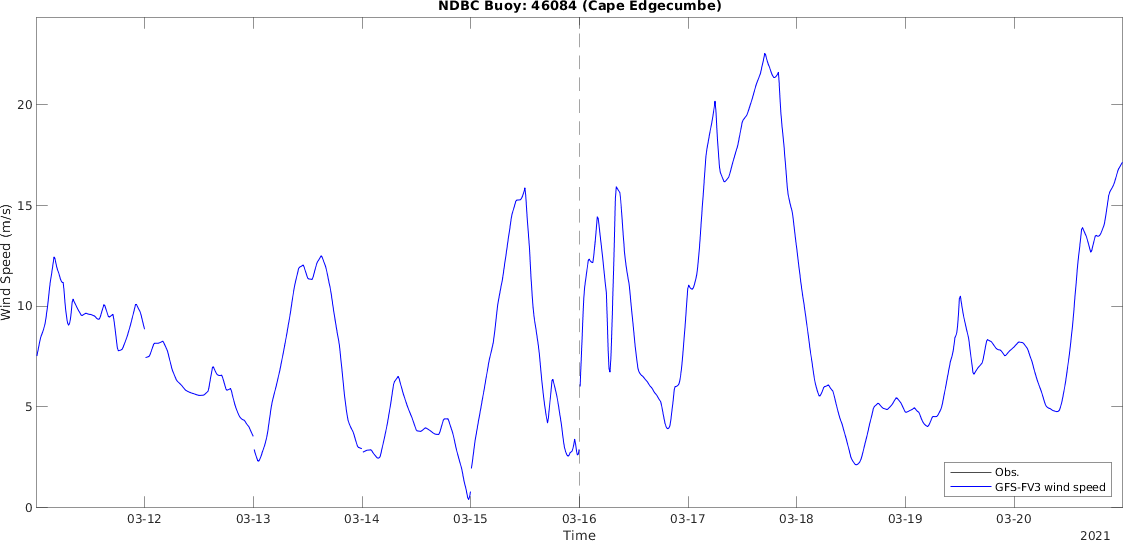 NDBC Buoy: 46084 (Cape Edgecumbe)
20
15
10
5
0
Wind Speed (m/s)
03-12 03-13 03-14 03-15 03-16 03-17 03-18 03-19 03-20
Time
2021
Obs.
GFS-FV3 wind speed